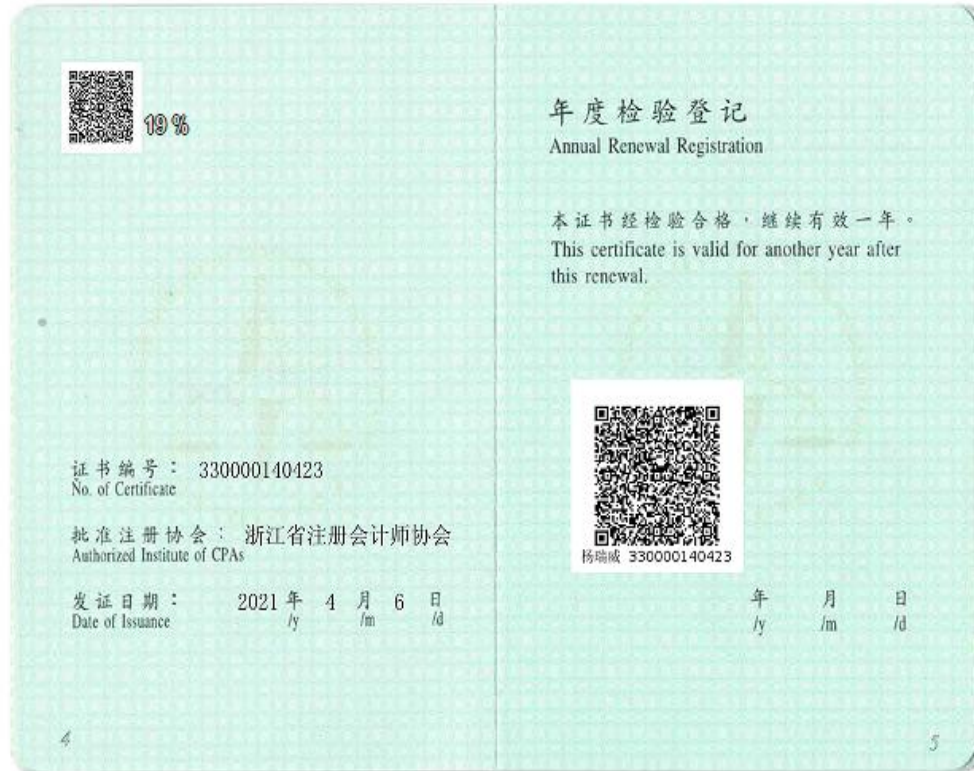 19%
证书编号： 330000140423
No. of Certificate
批准注册协会： 浙江省注册会计师协会
Authorized Institute of CPAs
发证日期： 2021 年 4 月 6 日
Date of Issuance /y /m /d
4
年度检验登记
Annual Renewal Registration
本证书经检验合格，继续有效一年。
This certificate is valid for another year after
this renewal.
杨瑞威 330000140423
年 月 日
/y /m /d
5